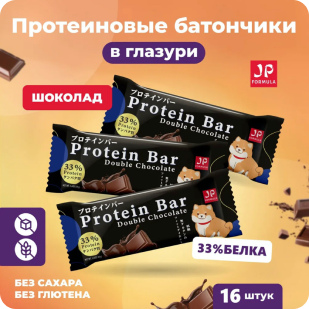 Протеиновые батончики
в глазури
JP
FORMULA
ШОКОЛАД
プロテインバー
33%
Protein
Protein Bar
Double Chocolate
JP
プロテインバー
33%
Protein
Protein Bar
Double Chocolate
JP
プロテインバー
33%
Protein
Protein Bar
Double Chocolate
33%БЕЛКА
БЕЗ САХАРА
БЕЗ ГЛЮТЕНА
16 штук